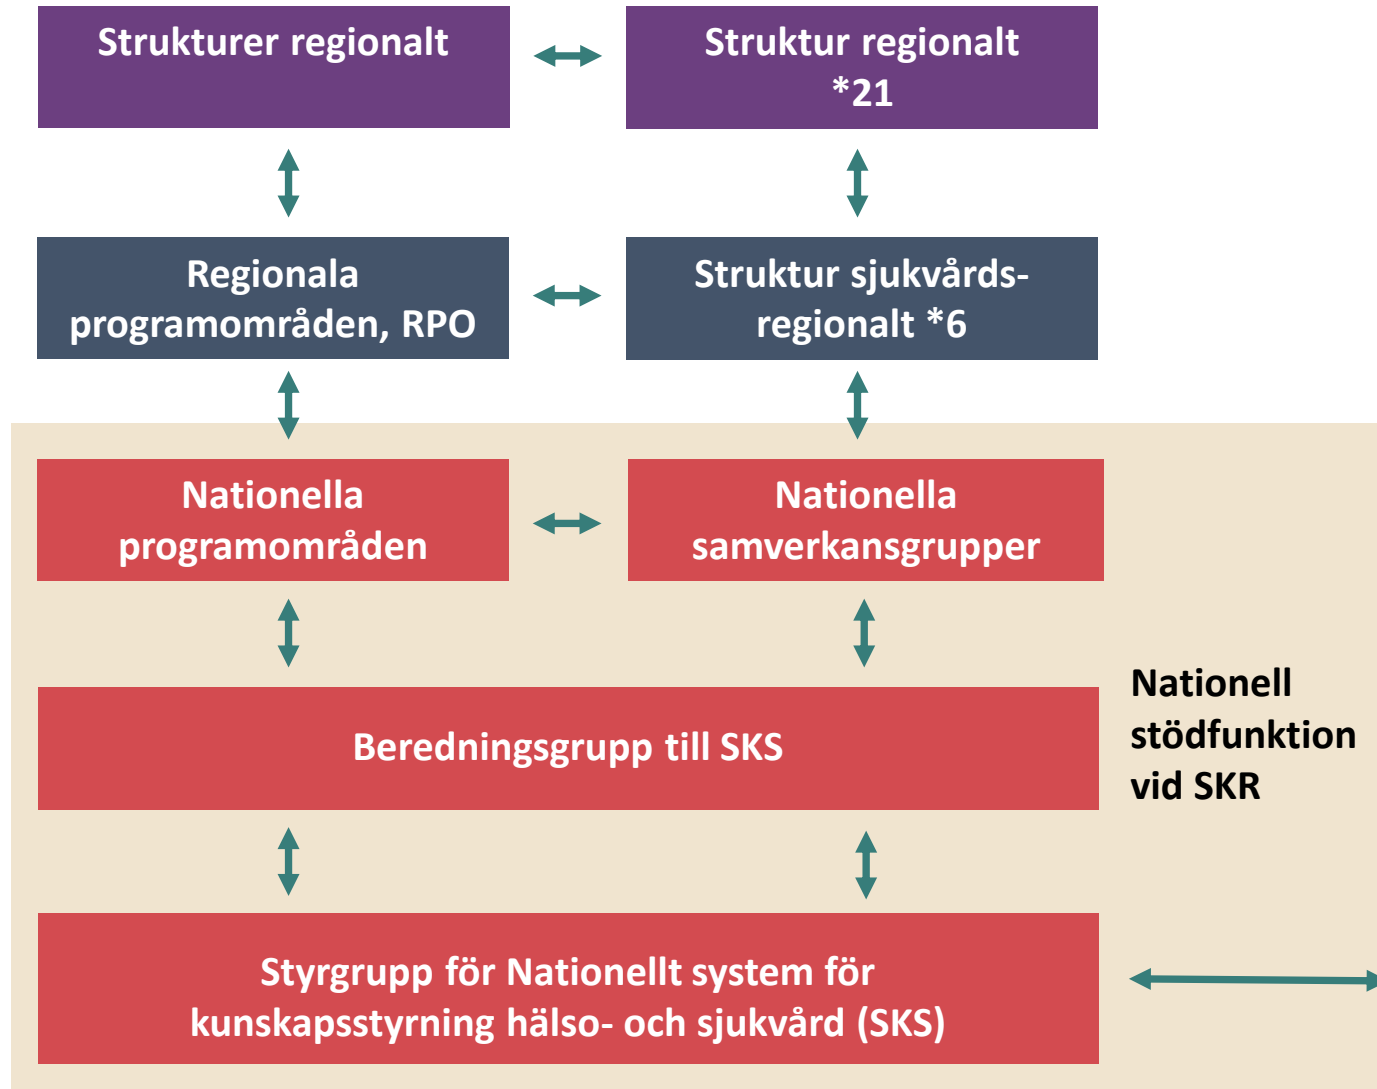 Strukturer regionalt
Struktur regionalt
*21
Regionala
programområden, RPO
Struktur sjukvårds-
regionalt *6
Nationella
programområden
Nationella
samverkansgrupper
Beredningsgrupp till SKS
Nationell
stödfunktion
vid SKR
Styrgrupp för Nationellt system för
kunskapsstyrning hälso- och sjukvård (SKS)